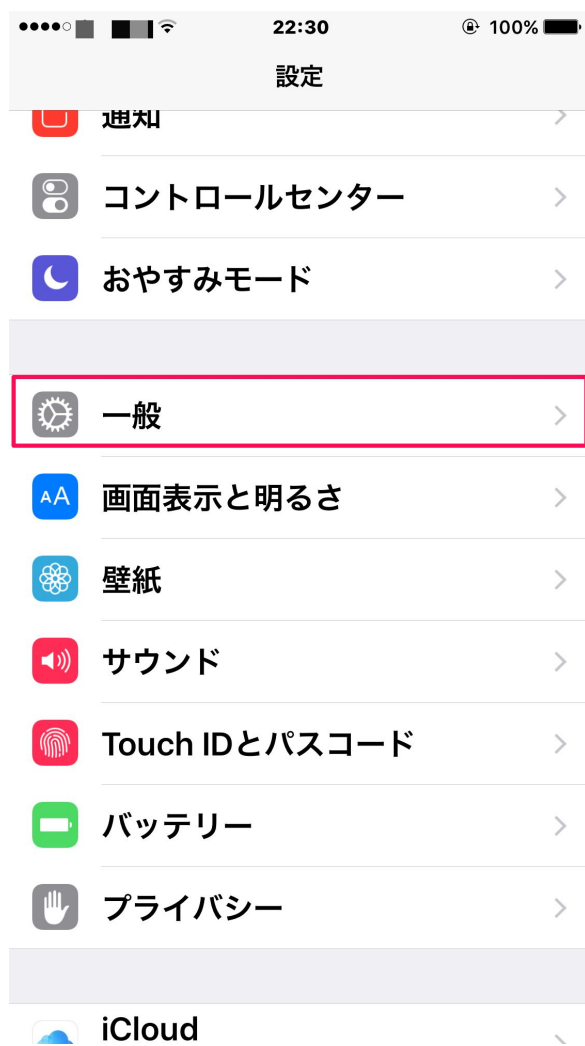 22:30
100%
設定
通知
コントロールセンター
おやすみモード
一般
AA
画面表示と明るさ
壁紙
サウンド
Touch IDとパスコード
バッテリー
プライバシー
iCloud